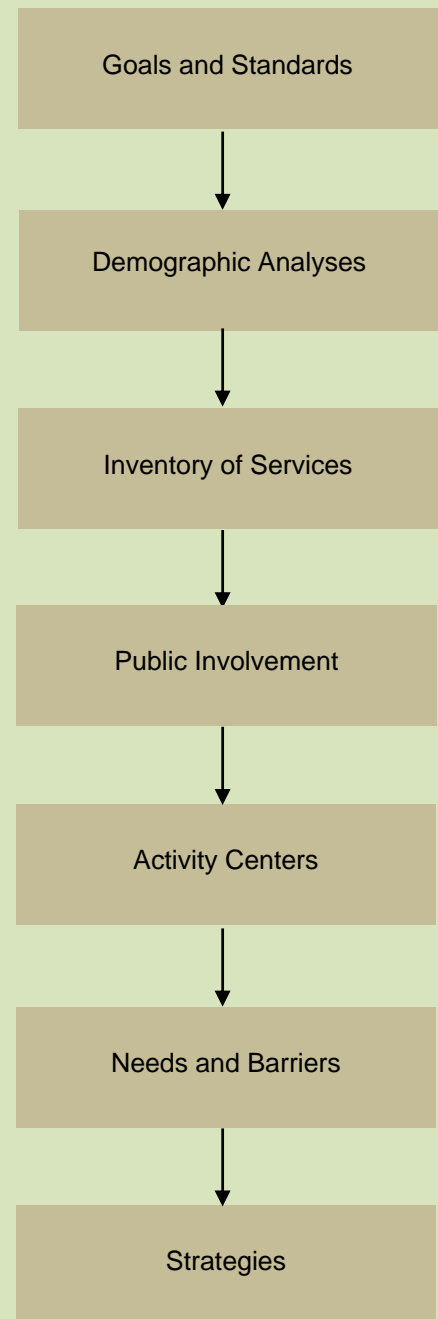 Goals and Standards
Demographic Analyses
Inventory of Services
Public Involvement
Activity Centers
Needs and Barriers
Strategies